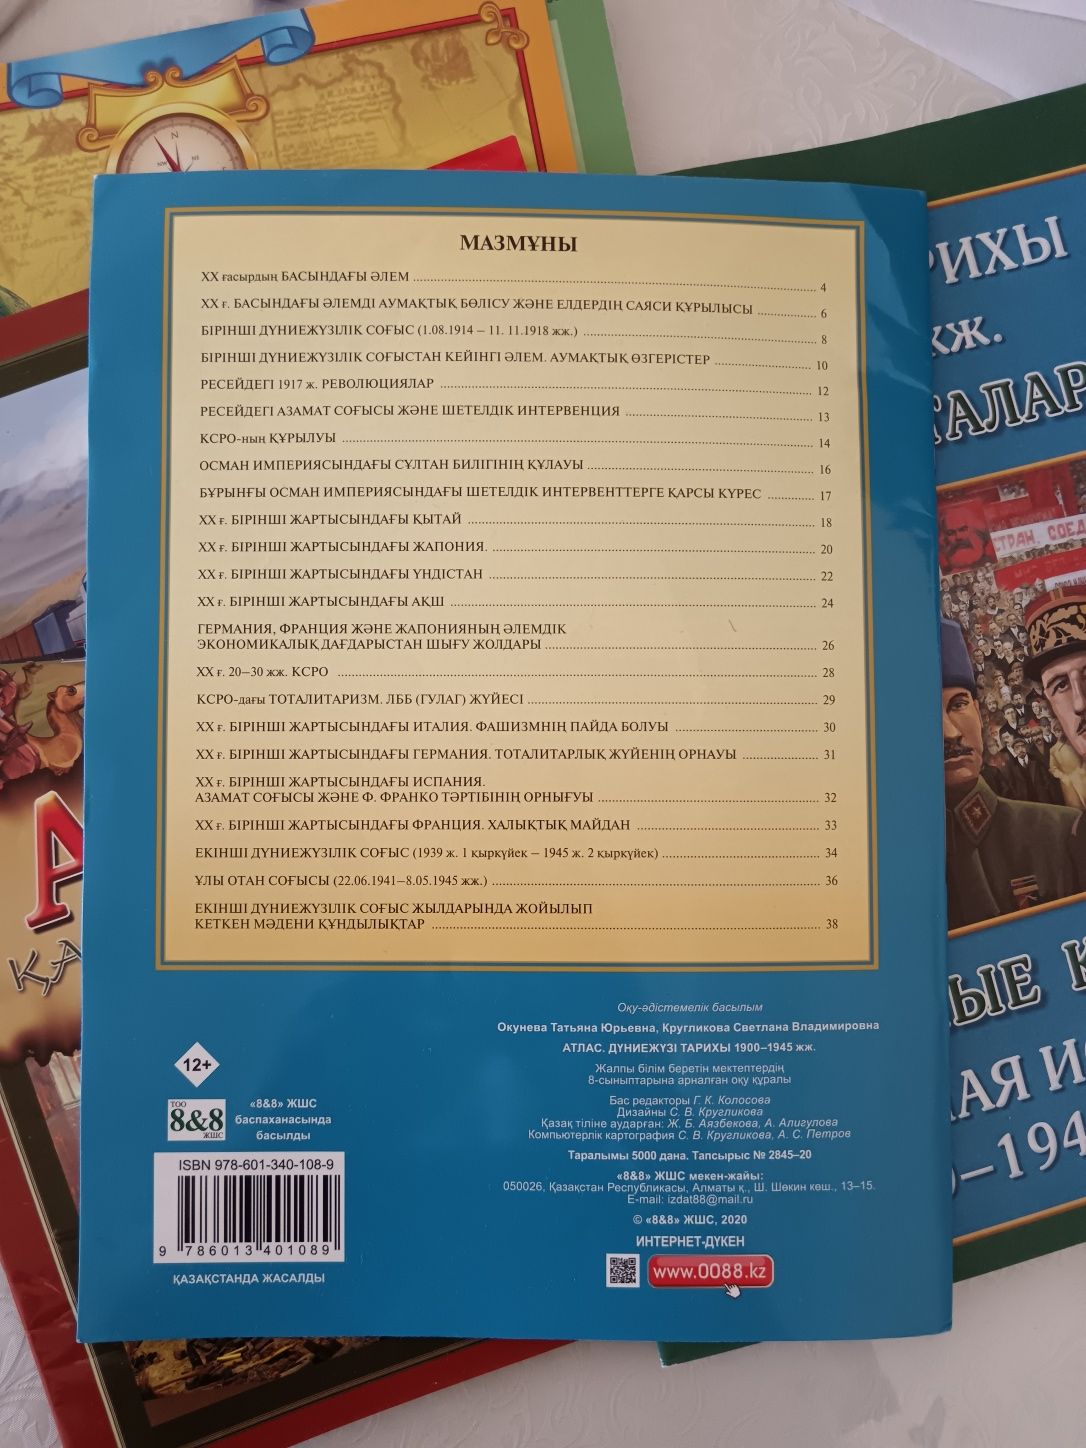 МАЗМҰНЫ
XX ғасырдың БАСЫНДАҒЫ ӘЛЕМ 4
XX ғ. БАСЫНДАҒЫ ӘЛЕМДІ АУМАҚТЫҚ БӨЛІСУ ЖӘНЕ ЕЛДЕРДІҢ САЯСИ ҚҰРЫЛЫСЫ 6
БІРІНШІ ДҮНИЕЖҮЗІЛІК СОҒЫС (1.08.1914 – 11. 11.1918 жж.) 8
БІРІНШІ ДҮНИЕЖҮЗІЛІК СОҒЫСТАН КЕЙІНГІ ӘЛЕМ. АУМАҚТЫҚ ӨЗГЕРІСТЕР 10
РЕСЕЙДЕГІ 1917 ж. РЕВОЛЮЦИЯЛАР 12
РЕСЕЙДЕГІ АЗАМАТ СОҒЫСЫ ЖӘНЕ ШЕТЕЛДІК ИНТЕРВЕНЦИЯ 13
КСРО-ның ҚҰРЫЛУЫ 14
ОСМАН ИМПЕРИЯСЫНДАҒЫ СҰЛТАН БИЛІГІНІҢ ҚҰЛАУЫ 16
БҰРЫНҒЫ ОСМАН ИМПЕРИЯСЫНДАҒЫ ШЕТЕЛДІК ИНТЕРВЕНТТЕРГЕ ҚАРСЫ КҮРЕС 17
XX ғ. БІРІНШІ ЖАРТЫСЫНДАҒЫ ҚЫТАЙ 18
XX ғ. БІРІНШІ ЖАРТЫСЫНДАҒЫ ЖАПОНИЯ. 20
XX ғ. БІРІНШІ ЖАРТЫСЫНДАҒЫ ҮНДІСТАН 22
XX ғ. БІРІНШІ ЖАРТЫСЫНДАҒЫ АҚШ 24
ГЕРМАНИЯ, ФРАНЦИЯ ЖӘНЕ ЖАПОНИЯНЫҢ ӘЛЕМДІК
ЭКОНОМИКАЛЫҚ ДАҒДАРЫСТАН ШЫҒУ ЖОЛДАРЫ 26
XX ғ. 20–30 жж. КСРО 28
КСРО-дағы ТОТАЛИТАРИЗМ. ЛББ (ГУЛАГ) ЖҮЙЕСІ 29
XX ғ. БІРІНШІ ЖАРТЫСЫНДАҒЫ ИТАЛИЯ. ФАШИЗМНІҢ ПАЙДА БОЛУЫ 30
XX ғ. БІРІНШІ ЖАРТЫСЫНДАҒЫ ГЕРМАНИЯ. ТОТАЛИТАРЛЫҚ ЖҮЙЕНІҢ ОРНАУЫ 31
XX ғ. БІРІНШІ ЖАРТЫСЫНДАҒЫ ИСПАНИЯ.
АЗАМАТ СОҒЫСЫ ЖӘНЕ Ф. ФРАНКО ТӘРТІБІНІҢ ОРНЫҒУЫ 32
XX ғ. БІРІНШІ ЖАРТЫСЫНДАҒЫ ФРАНЦИЯ. ХАЛЫҚТЫҚ МАЙДАН 33
ЕКІНШІ ДҮНИЕЖҮЗІЛІК СОҒЫС (1939 ж. 1 қыркүйек – 1945 ж. 2 қыркүйек) 34
ҰЛЫ ОТАН СОҒЫСЫ (22.06.1941–8.05.1945 жж.) 36
ЕКІНШІ ДҮНИЕЖҮЗІЛІК СОҒЫС ЖЫЛДАРЫНДА ЖОЙЫЛЫП
КЕТКЕН МӘДЕНИ ҚҰНДЫЛЫҚТАР 38
Оқу-әдістемелік басылым
Окунева Татьяна Юрьевна, Кругликова Светлана Владимировна
АТЛАС. ДҮНИЕЖҮЗІ ТАРИХЫ 1900–1945 жж.
Жалпы білім беретін мектептердің
8-сыныптарына арналған оқу құралы
Бас редакторы Г. К. Колосова
Дизайны С. В. Кругликова
Қазақ тіліне аударған: Ж. Б. Аязбекова, А. Алигулова
Компьютерлік картография С. В. Кругликова, А. С. Петров
Таралымы 5000 дана. Тапсырыс № 2845–20
«8&8» ЖШС мекен-жайы:
050026, Қазақстан Республикасы, Алматы қ., Ш. Шөкин көш., 13–15.
E-mail: izdat88@mail.ru
© «8&8» ЖШС, 2020
ИНТЕРНЕТ-ДҮКЕН
www.0088.kz
12+
ТОО
8&8
ЖШС
«8&8» ЖШС
баспаханасында
басылды
ISBN 978-601-340-108-9
9 786013 401089
ҚАЗАҚСТАНДА ЖАСАЛДЫ
N
NE
NW
РИХЫ
жж.
ТАЛАР
СТРАН, СОЕД
ЫЕ К
АЯ ИС
–194
А
ҚА